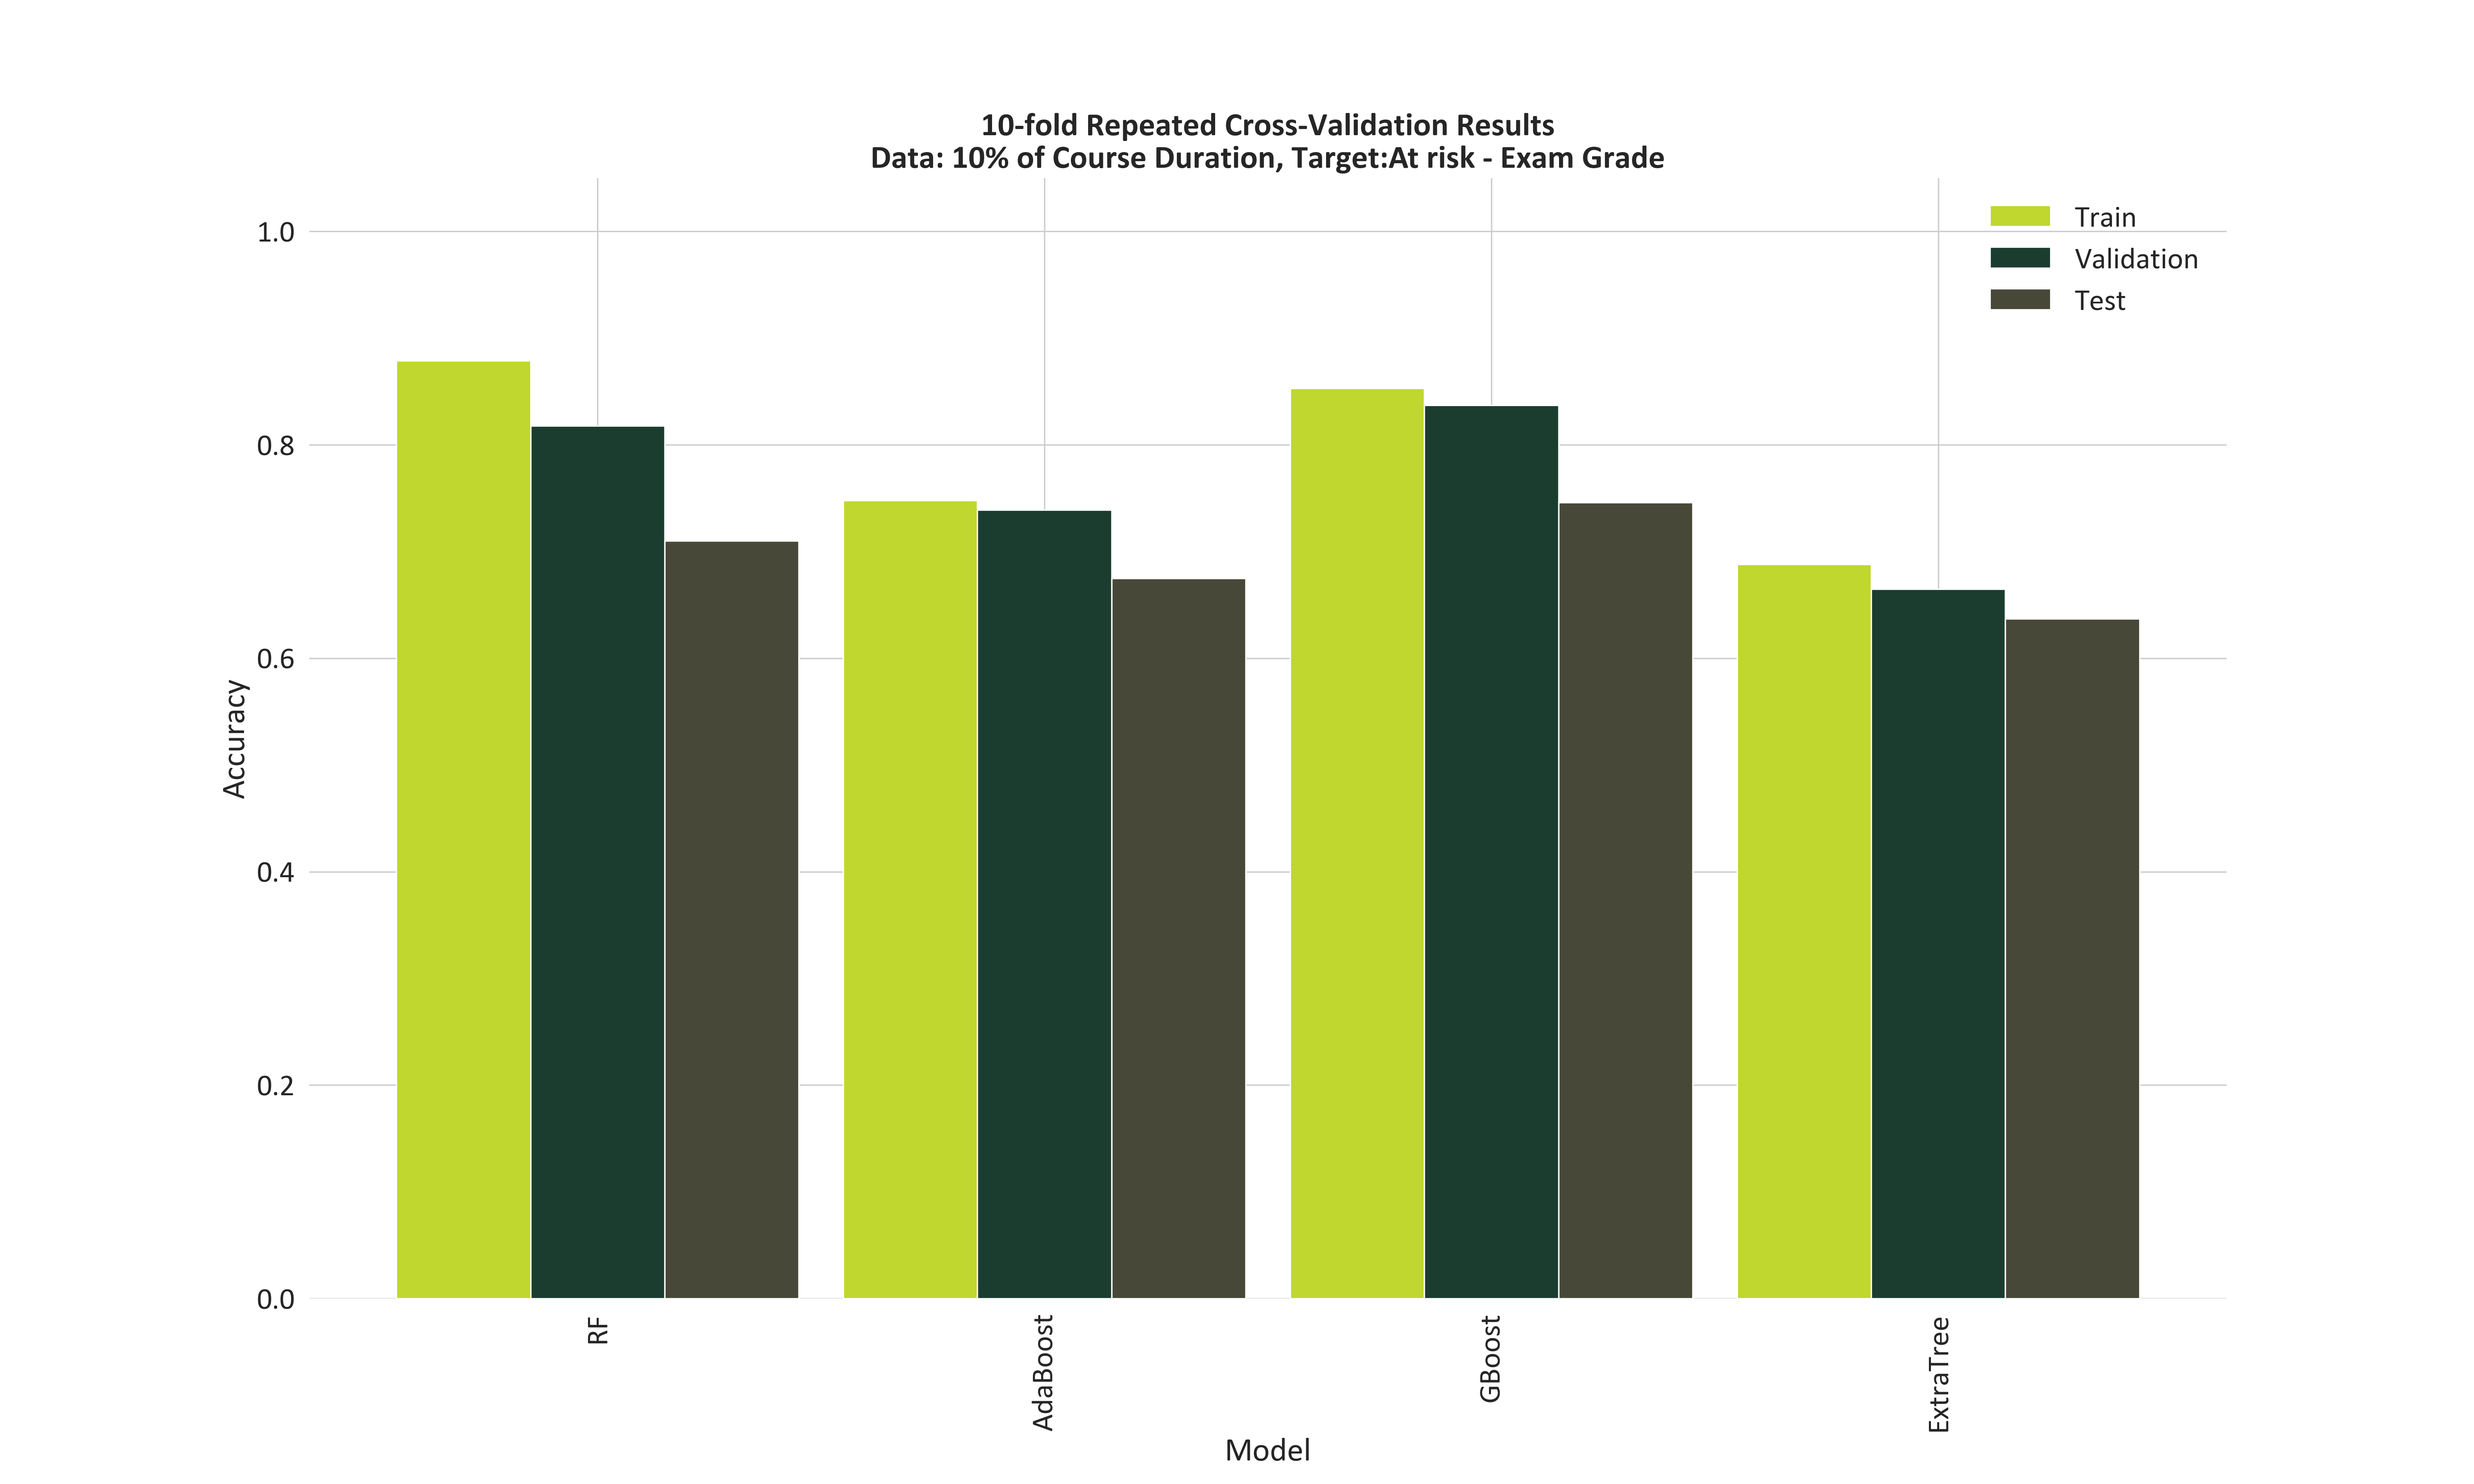 10-fold Repeated Cross-Validation Results
Data: 10% of Course Duration, Target:At risk - Exam Grade
Train
Validation
Test
1.0
0.8
0.6
0.4
0.2
0.0
Accuracy
RF
AdaBoost
GBoost
ExtraTree
Model